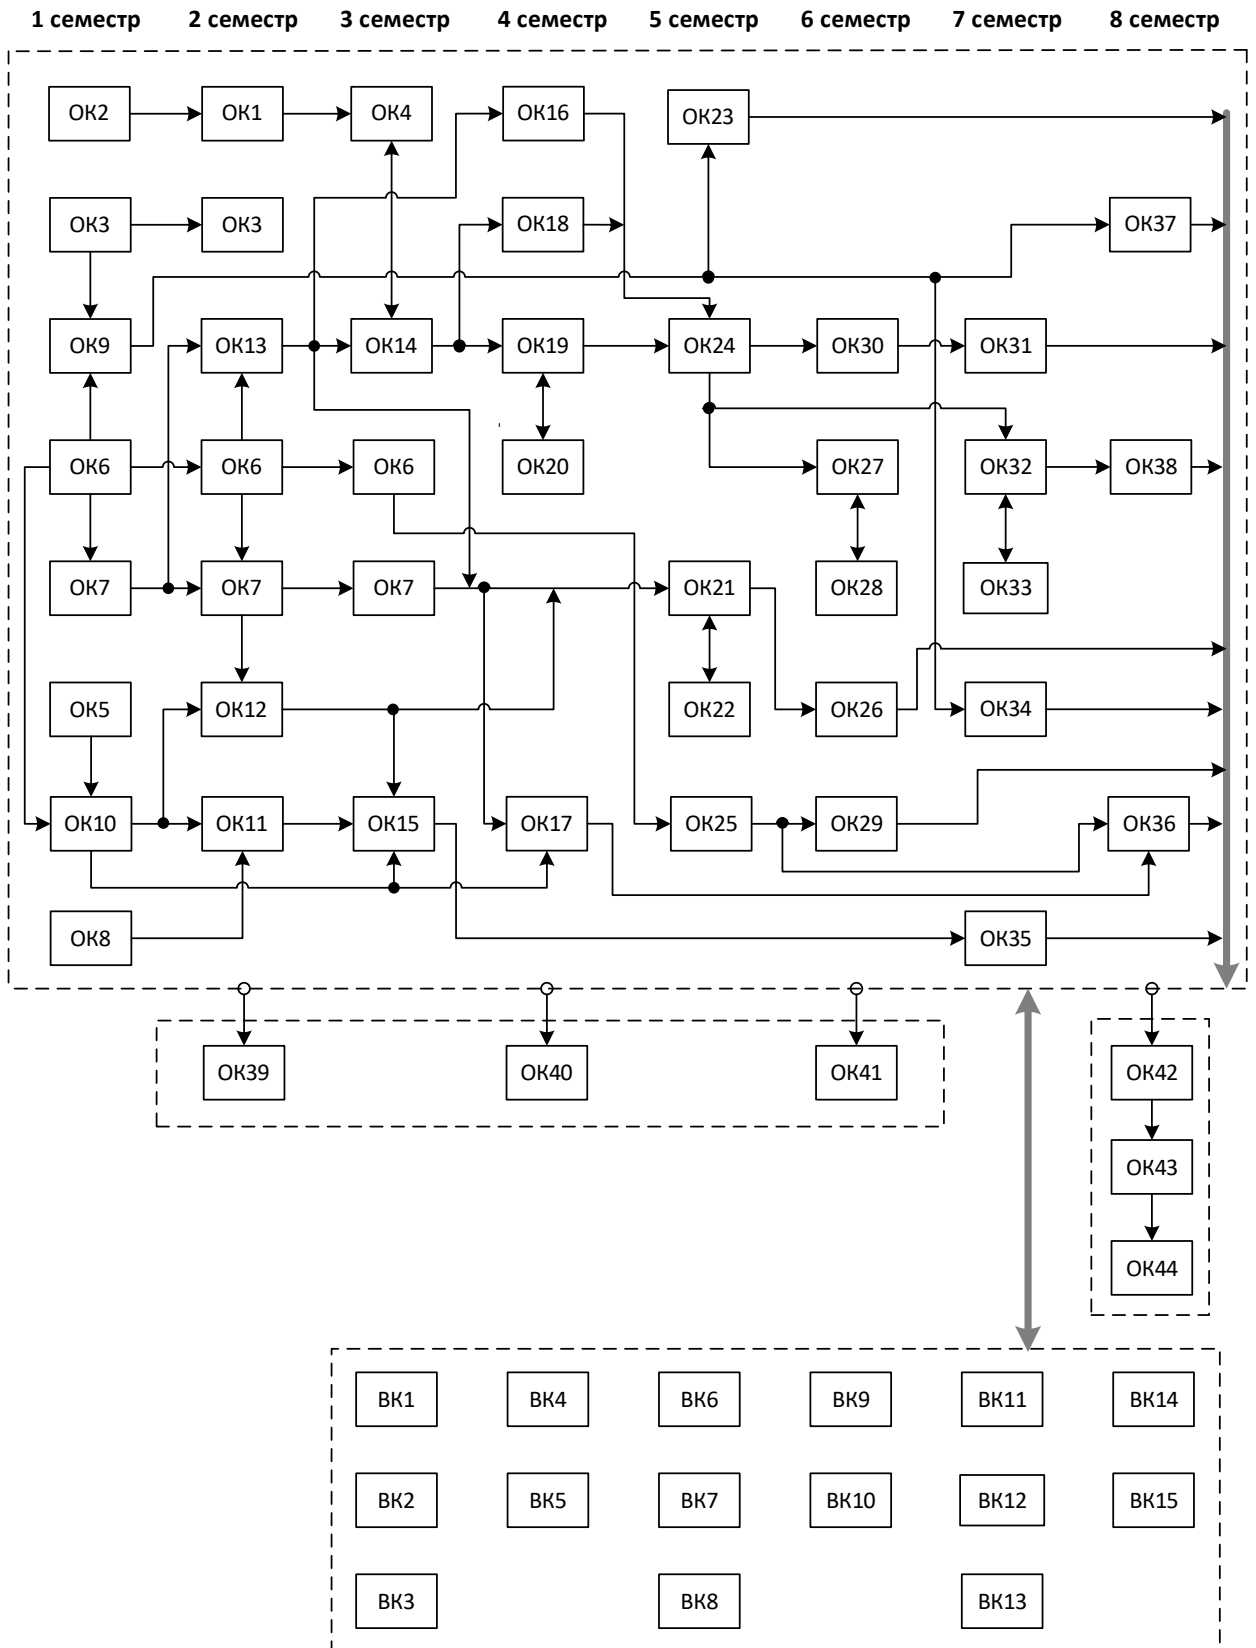 1 семестр 2 семестр 3 семестр 4 семестр 5 семестр 6 семестр 7 семестр 8 семестр
ОК2 ОК1 ОК4 ОК16 ОК23
ОК3 ОК3 ОК18 ОК37
ОК9 ОК13 ОК14 ОК19 ОК24 ОК30 ОК31
ОК6 ОК6 ОК6 ОК20 ОК27 ОК32 ОК38
ОК7 ОК7 ОК7 ОК21 ОК28 ОК33
ОК5 ОК12 ОК22 ОК26 ОК34
ОК10 ОК11 ОК15 ОК17 ОК25 ОК29 ОК36
ОК8 ОК35
ОК39 ОК40 ОК41 ОК42
ОК43
ОК44
ВК1 ВК4 ВК6 ВК9 ВК11 ВК14
ВК2 ВК5 ВК7 ВК10 ВК12 ВК15
ВК3 ВК8 ВК13